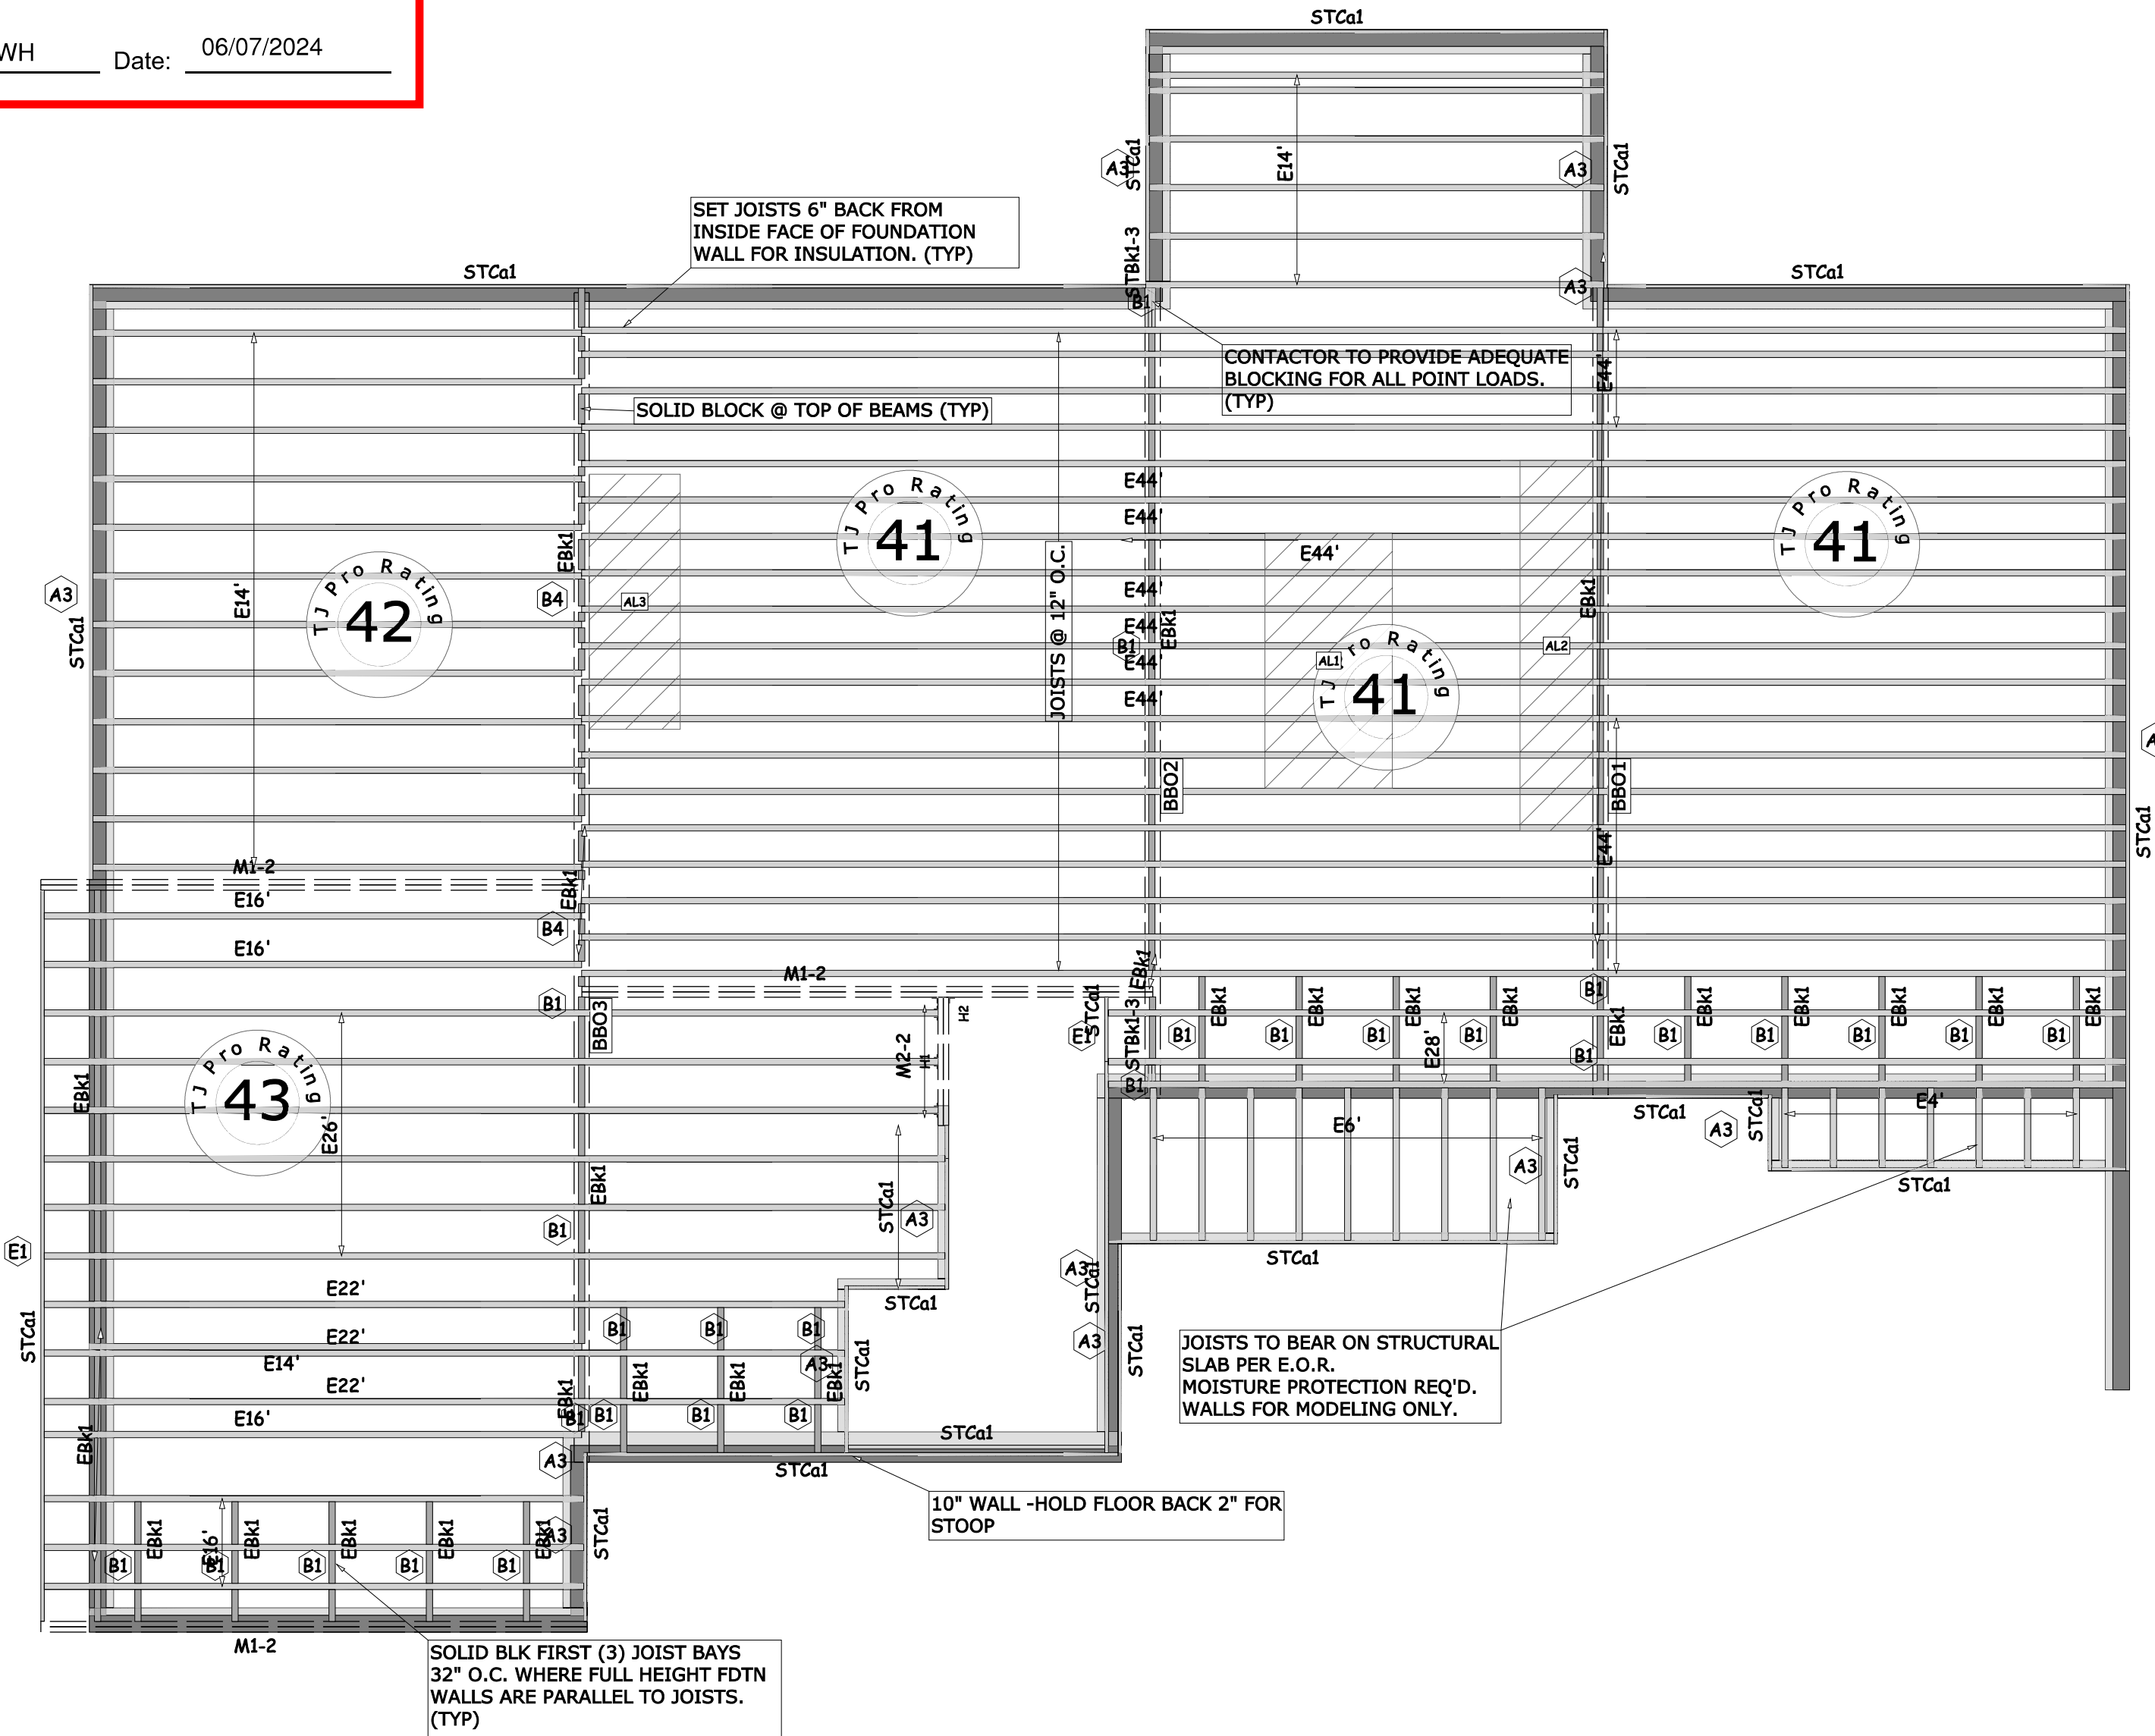 WH Date: 06/07/2024
STCa1
STCa1
A3
A3
E14'
STCa1
STBk1-3
SET JOISTS 6" BACK FROM
INSIDE FACE OF FOUNDATION
WALL FOR INSULATION. (TYP)
STCa1
STCa1
A3
B1
CONTACTOR TO PROVIDE ADEQUATE
BLOCKING FOR ALL POINT LOADS.
(TYP)
E44'
SOLID BLOCK @ TOP OF BEAMS (TYP)
TJ Pro Rating
41
TJ Pro Rating
41
TJ Pro Rating
42
TJ Pro Rating
41
E44'
E44'
E44'
E44'
E44'
E44'
E44'
JOISTS @ 12" O.C.
EBk1
EBk1
EBk1
B4
A3
STCa1
E14'
AL3
B1
AL1
AL2
BBO2
BBO1
A
STCa1
E44'
M1-2
E16'
EBk1
B4
E16'
M1-2
EBk1
B1
BBO3
STCa1
E1
STBk1-3
H2
H1
M2-2
B1
B1
EBk1
B1
EBk1
B1
EBk1
B1
EBk1
E28'
B1
B1
EBk1
B1
EBk1
B1
EBk1
B1
EBk1
B1
EBk1
B1
EBk1
TJ Pro Rating
43
EBk1
E26'
STCa1
STCa1
E4'
A3
E6'
A3
STCa1
STCa1
STCa1
EBk1
STCa1
A3
B1
E1
STCa1
A3
STCa1
A3
STCa1
E22'
STCa1
E22'
E14'
E22'
E16'
B1
B1
B1
A3
EBk1
EBk1
EBk1
STCa1
EBk1
B1
B1
B1
B1
STCa1
STCa1
EBk1
A3
A3
STCa1
JOISTS TO BEAR ON STRUCTURAL
SLAB PER E.O.R.
MOISTURE PROTECTION REQ'D.
WALLS FOR MODELING ONLY.
10" WALL -HOLD FLOOR BACK 2" FOR
STOOP
EBk1
EBk1
EBk1
EBk1
EBk1
E16'
B1
B1
B1
B1
B1
M1-2
SOLID BLK FIRST (3) JOIST BAYS
32" O.C. WHERE FULL HEIGHT FDTN
WALLS ARE PARALLEL TO JOISTS.
(TYP)